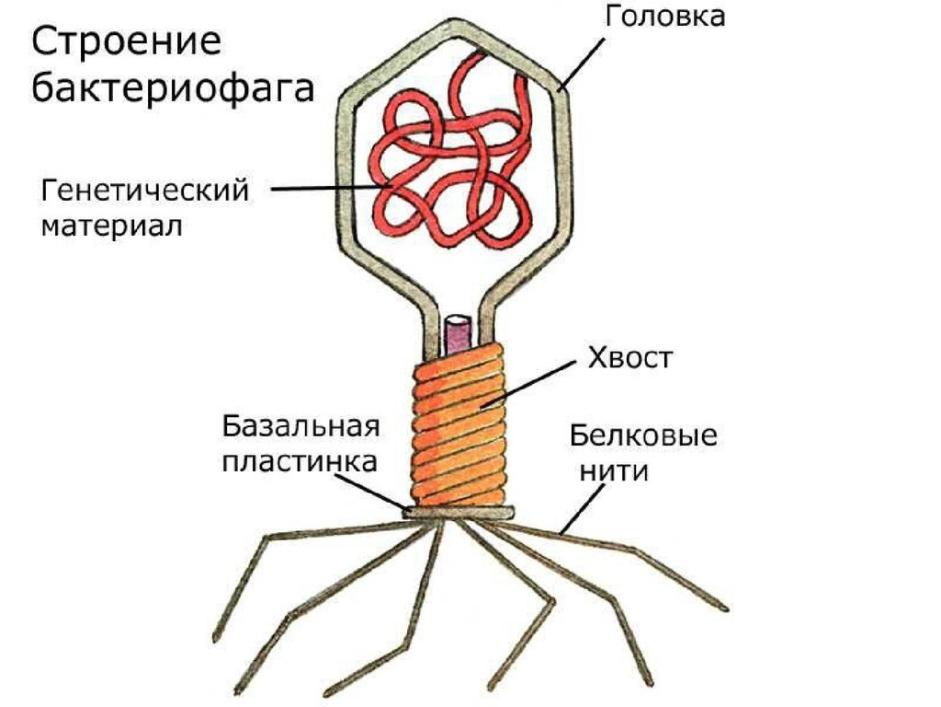 Строение
бактериофага
Головка
Генетический
материал
Хвост
Базальная
пластинка
Белковые
нити